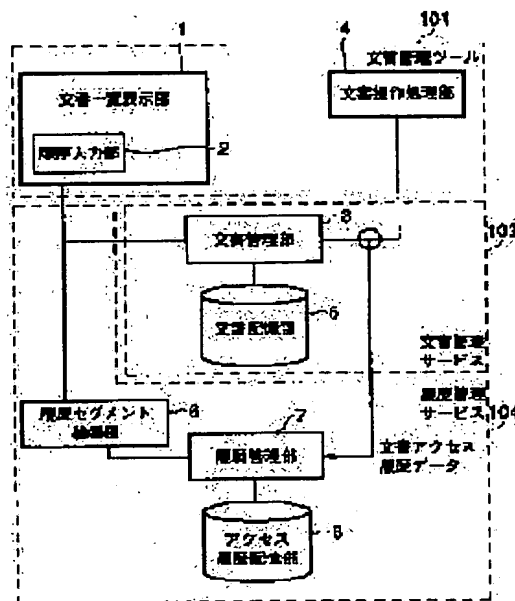 1
4
101
文書管理ツール
文書一覧表示部
文書操作処理部
2
3
103
文書管理部
5
文書記憶部
文書管理
サービス
履歴管理
サービス
104
履歴セグメント
6
7
文書アクセス
履歴データ
履歴管理部
アクセス
履歴記憶部
8